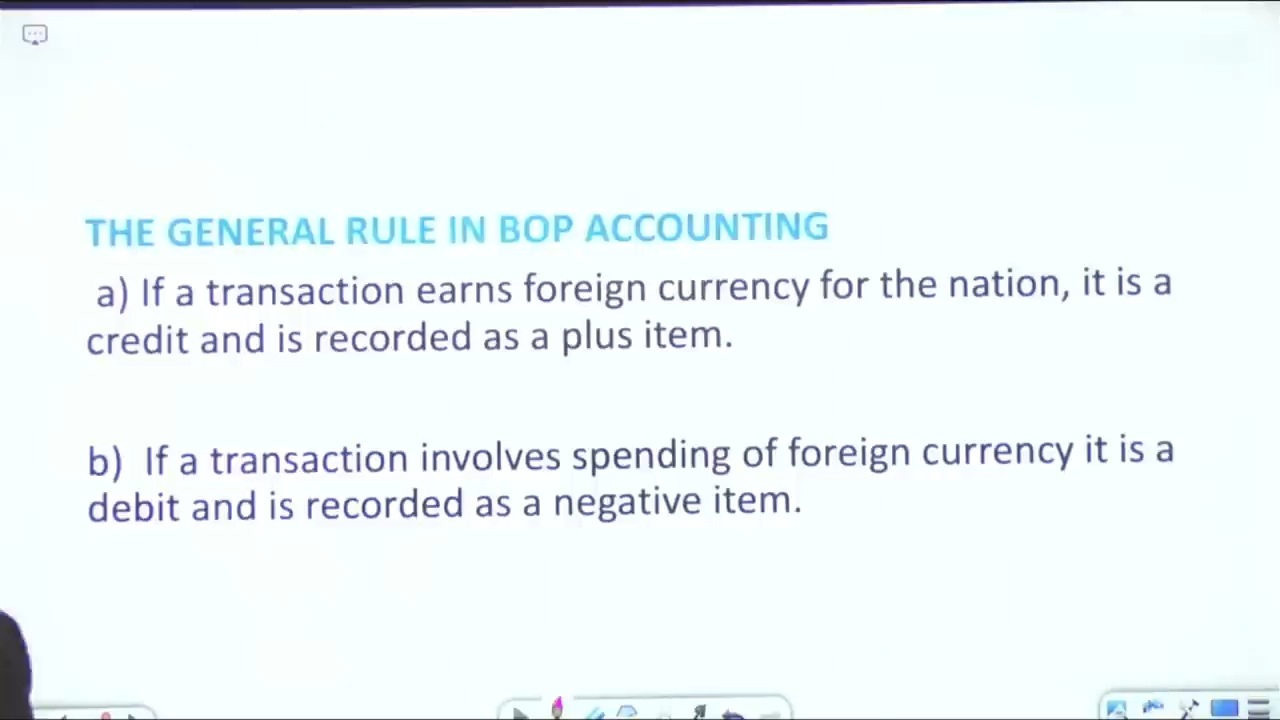 THE GENERAL RULE IN BOP ACCOUNTING
a) If a transaction earns foreign currency for the nation, it is a
credit and is recorded as a plus item.
b) If a transaction involves spending of foreign currency it is a
debit and is recorded as a negative item.